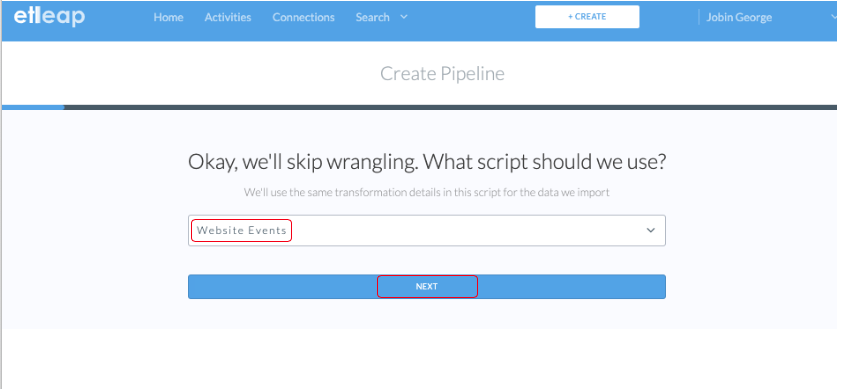 etleap
Home Activities Connections Search + CREATE Jobin George
Create Pipeline
Okay, we'll skip wrangling. What script should we use?
We'll use the same transformation details in this script for the data we import
Website Events
NEXT